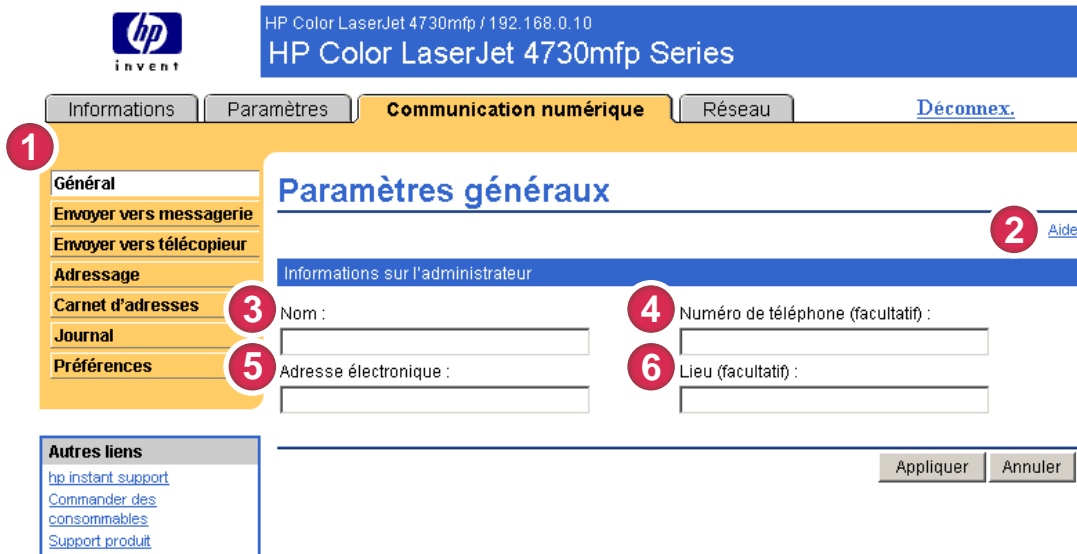 hp
invent
HP Color LaserJet 4730mfp / 192.168.0.10
HP Color LaserJet 4730mfp Series
Informations
Paramètres
Communication numérique
Réseau
Déconnex.
1
Général
Envoyer vers messagerie
Envoyer vers télécopieur
Adressage
Carnet d'adresses
Journal
Préférences
Paramètres généraux
2
Aide
Informations sur l'administrateur
3
Nom :
4
Numéro de téléphone (facultatif) :
5
Adresse électronique :
6
Lieu (facultatif) :
Appliquer
Annuler
Autres liens
hp instant support
Commander des
consommables
Support produit